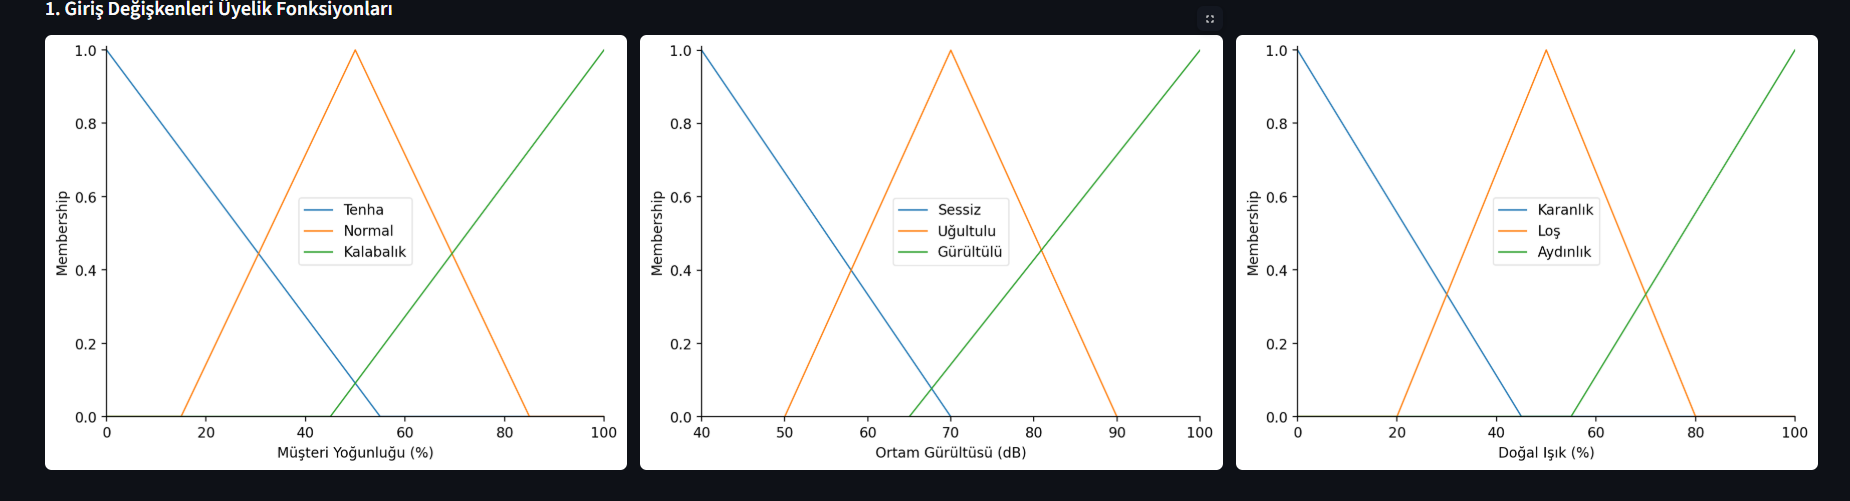 1. Giriş Değişkenleri Üyelik Fonksiyonları
1.0
0.8
0.6
0.4
0.2
0.0
Membership
Tenha
Normal
Kalabalık
0 20 40 60 80 100
Müşteri Yoğunluğu (%)
1.0
0.8
0.6
0.4
0.2
0.0
Membership
Sessiz
Uğultulu
Gürültülü
40 50 60 70 80 90 100
Ortam Gürültüsü (dB)
1.0
0.8
0.6
0.4
0.2
0.0
Membership
Karanlık
Loş
Aydınlık
0 20 40 60 80 100
Doğal Işık (%)